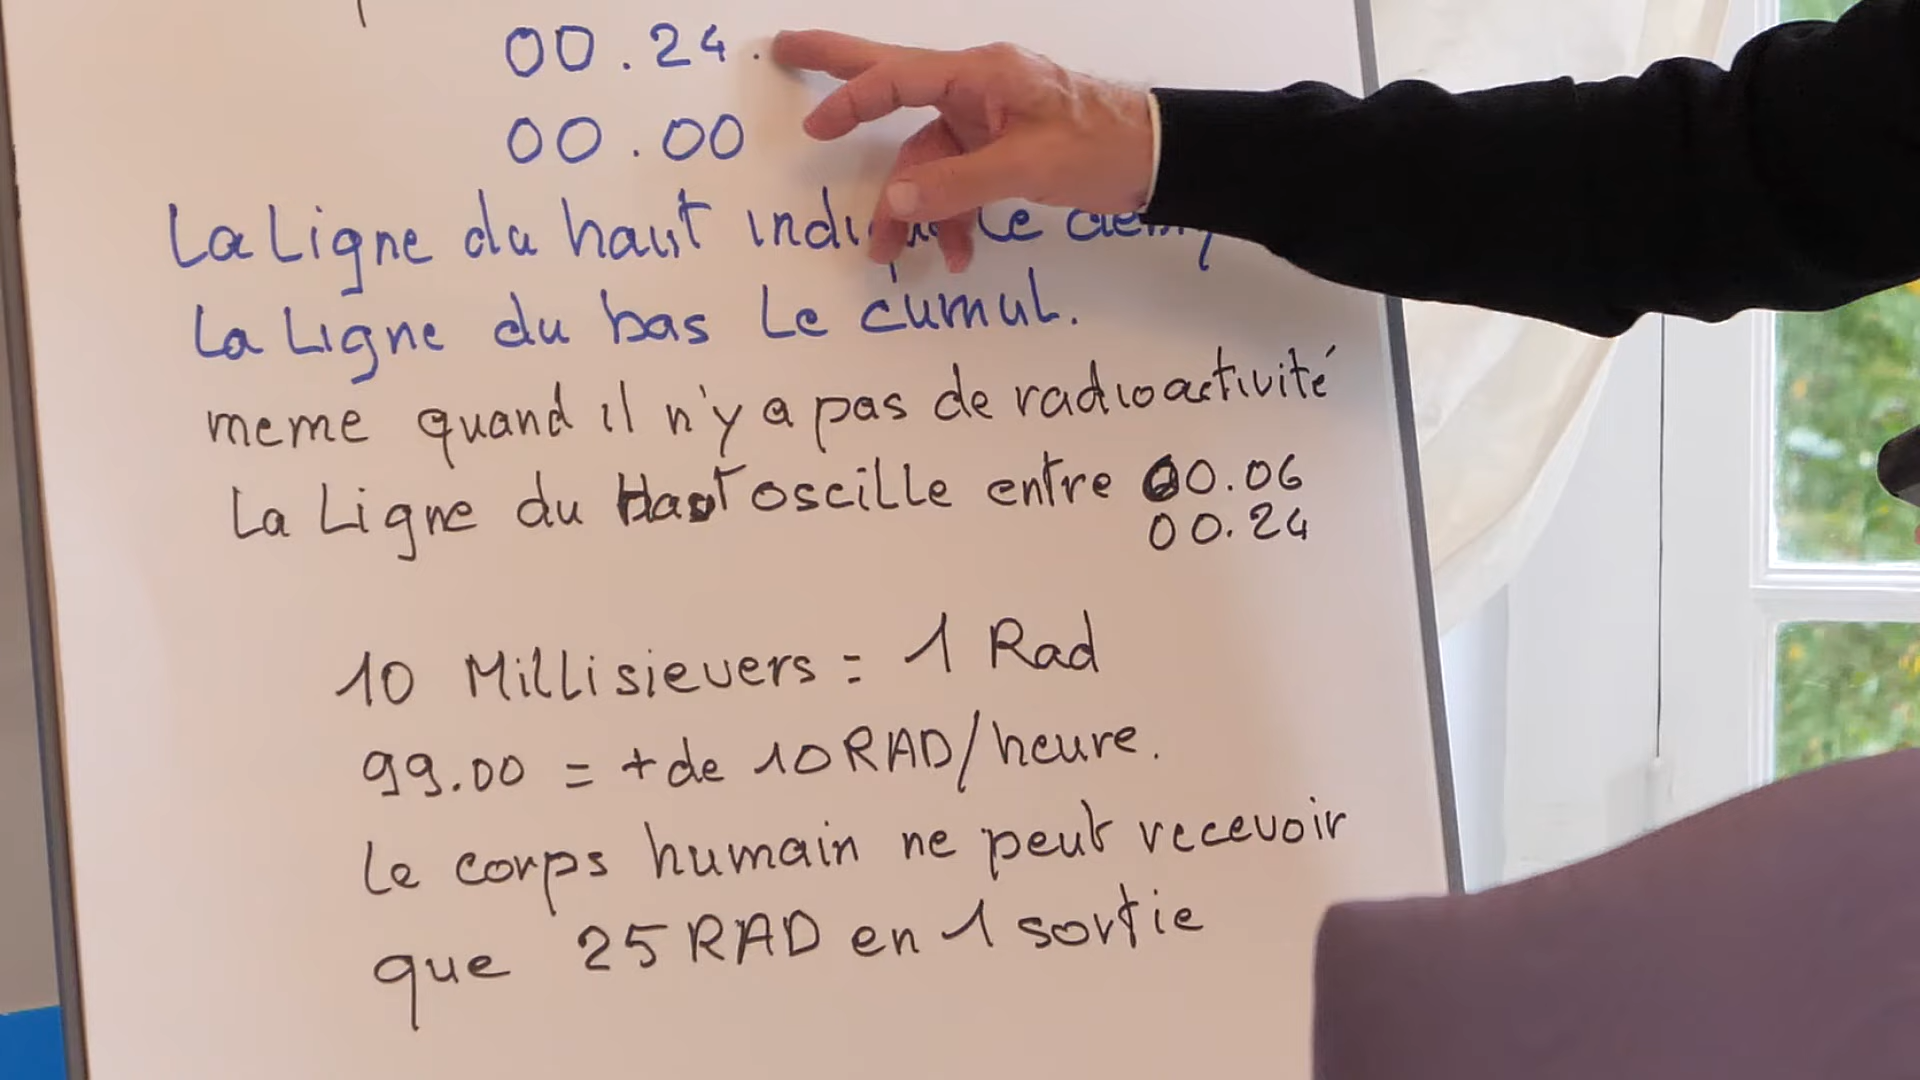 00.24.
00.00
La Ligne du haut Le
La Ligne du bas Le cumul.
meme quand il n'y a pas de radioactivité
La Ligne du Haut oscille entre 00.06
00.24
10 Millisievers = 1 Rad
99.00 = + de 10 RAD/heure.
Le corps humain ne peut recevoir
que 25 RAD en 1 sortie